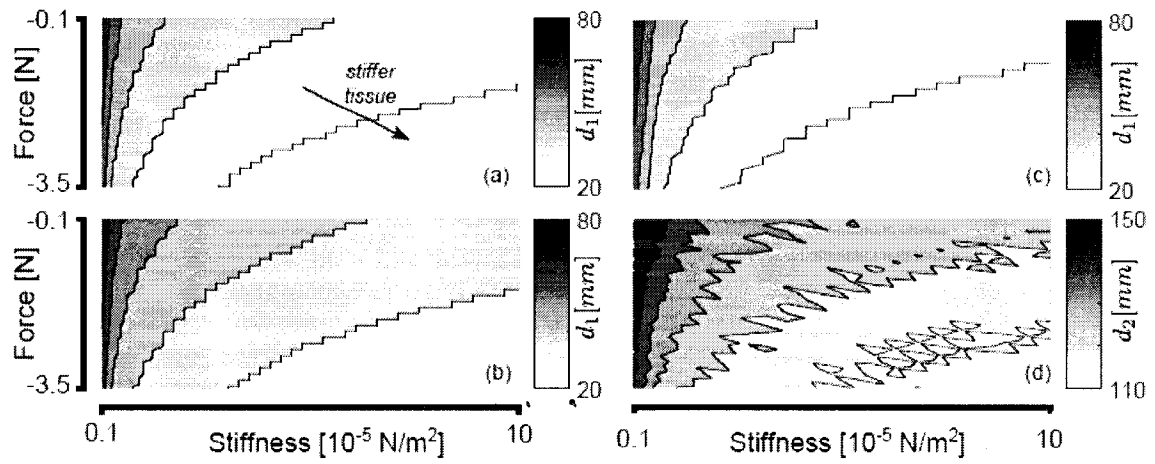 -0.1
Force [N]
-3.5
stiffer
tissue
(a)
80
d₁[mm]
20
(c)
80
d₁[mm]
20
-0.1
Force [N]
-3.5
(b)
80
d₁[mm]
20
(d)
150
d₂[mm]
110
0.1 Stiffness [10⁻⁵ N/m²] 10
0.1 Stiffness [10⁻⁵ N/m²] 10